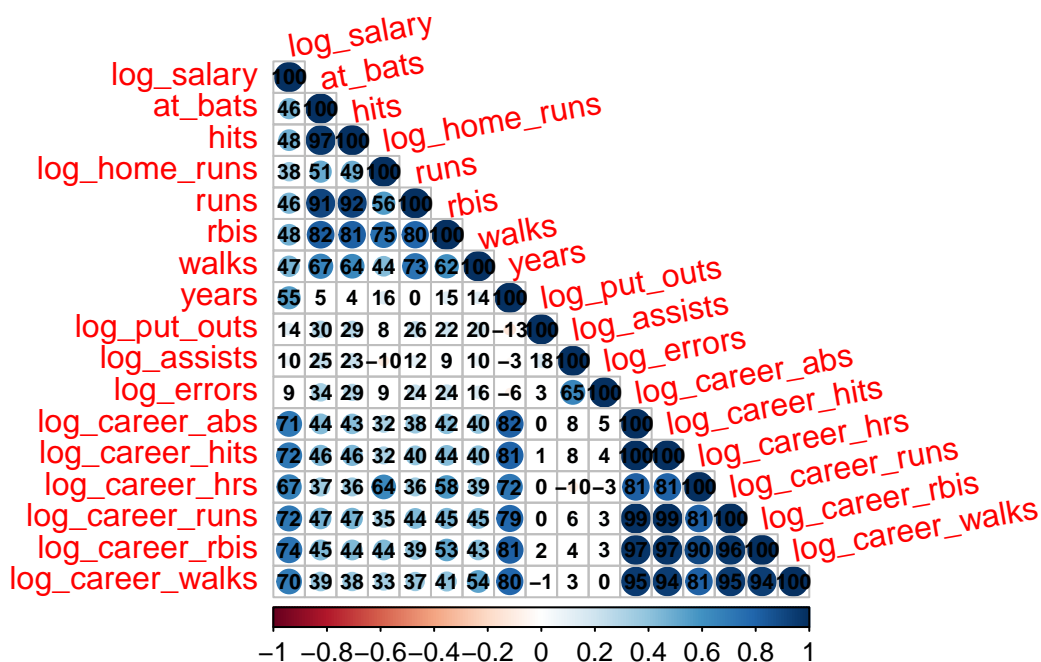 log_salary
log_salary 100 at_bats
at_bats 46 100 hits
hits 48 97 100 log_home_runs
log_home_runs 38 51 49 100 runs
runs 46 91 92 56 100 rbis
rbis 48 82 81 75 80 100 walks
walks 47 67 64 44 73 62 100 years
years 55 5 4 16 0 15 14 100 log_put_outs
log_put_outs 14 30 29 8 26 22 20 −13 100 log_assists
log_assists 10 25 23 −10 12 9 10 −3 18 100 log_errors
log_errors 9 34 29 9 24 24 16 −6 3 65 100 log_career_abs
log_career_abs 71 44 43 32 38 42 40 82 0 8 5 100 log_career_hits
log_career_hits 72 46 46 32 40 44 40 81 1 8 4 100 100 log_career_hrs
log_career_hrs 67 37 36 64 36 58 39 72 0 −10 −3 81 81 100 log_career_runs
log_career_runs 72 47 47 35 44 45 45 79 0 6 3 99 99 81 100 log_career_rbis
log_career_rbis 74 45 44 44 39 53 43 81 2 4 3 97 97 90 96 100 log_career_walks
log_career_walks 70 39 38 33 37 41 54 80 −1 3 0 95 94 81 95 94 100
−1 −0.8 −0.6 −0.4 −0.2 0 0.2 0.4 0.6 0.8 1